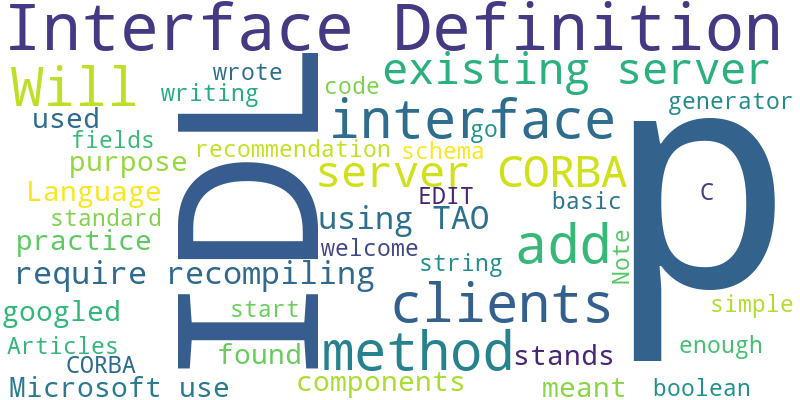 Interface Definition
Will
wrote
writing
code
existing server
generator
used
fields
purpose
recommendation
interface
go
schema
server CORBA
Language
standard
practice
IDL
EDIT
using TAO
welcome
basic
C
p
add
Note
string
require recompiling
googled
start
clients
simple
Articles
CORBA
found
method
stands
enough
Microsoft use
components
meant
boolean